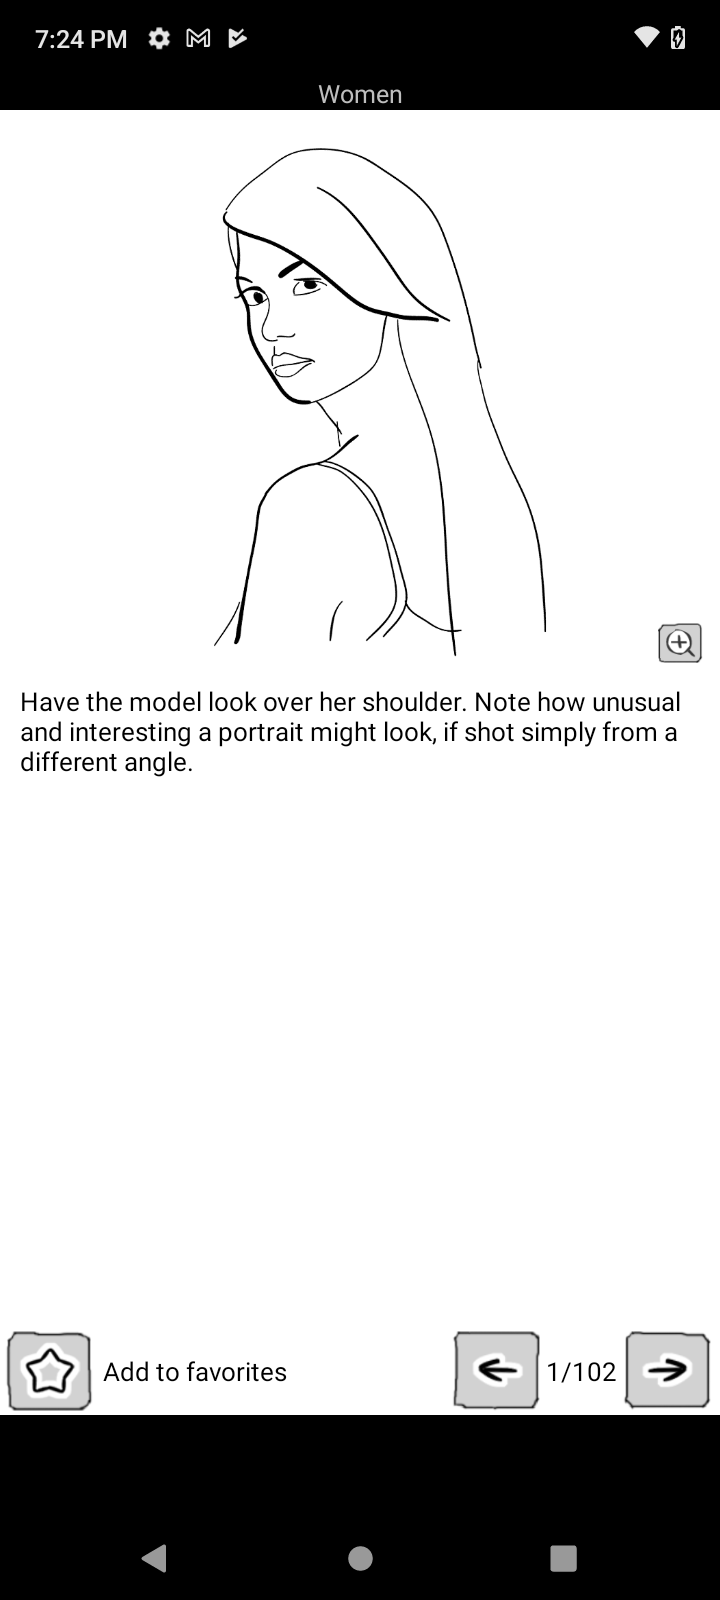 7:24 PM
Women
Have the model look over her shoulder. Note how unusual
and interesting a portrait might look, if shot simply from a
different angle.
Add to favorites
1/102